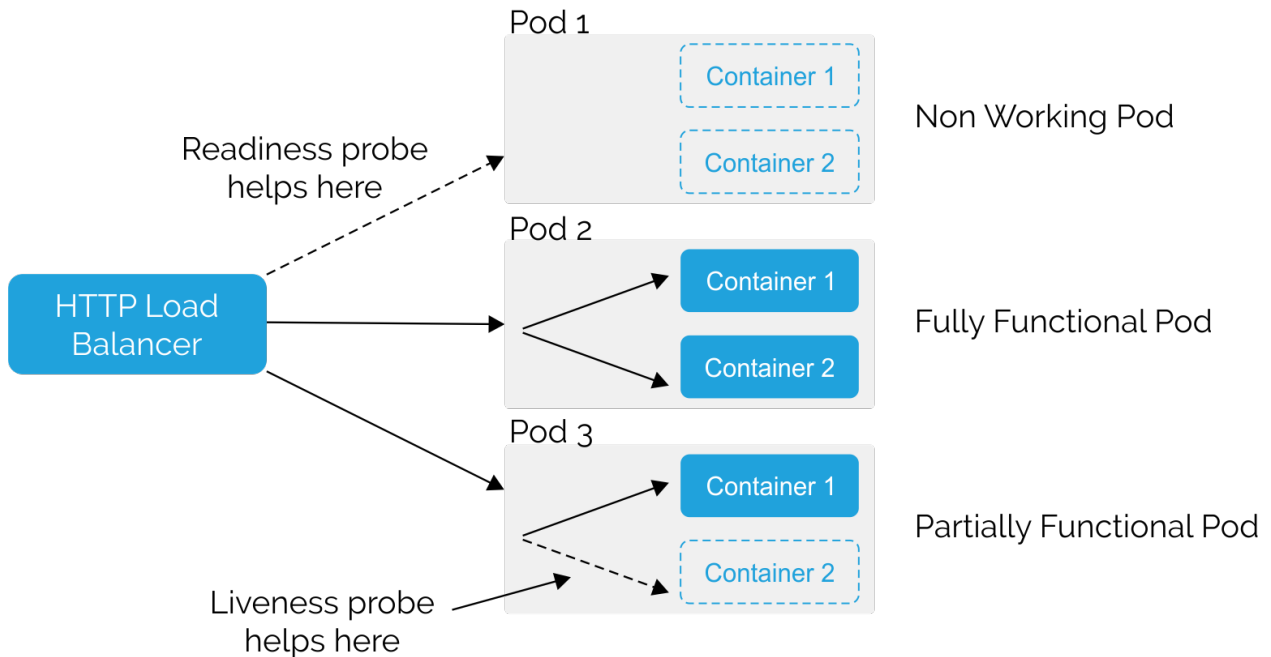 Pod 1
Container 1
Non Working Pod
Readiness probe
helps here
Container 2
Pod 2
Container 1
HTTP Load
Balancer
Fully Functional Pod
Container 2
Pod 3
Container 1
Partially Functional Pod
Container 2
Liveness probe
helps here